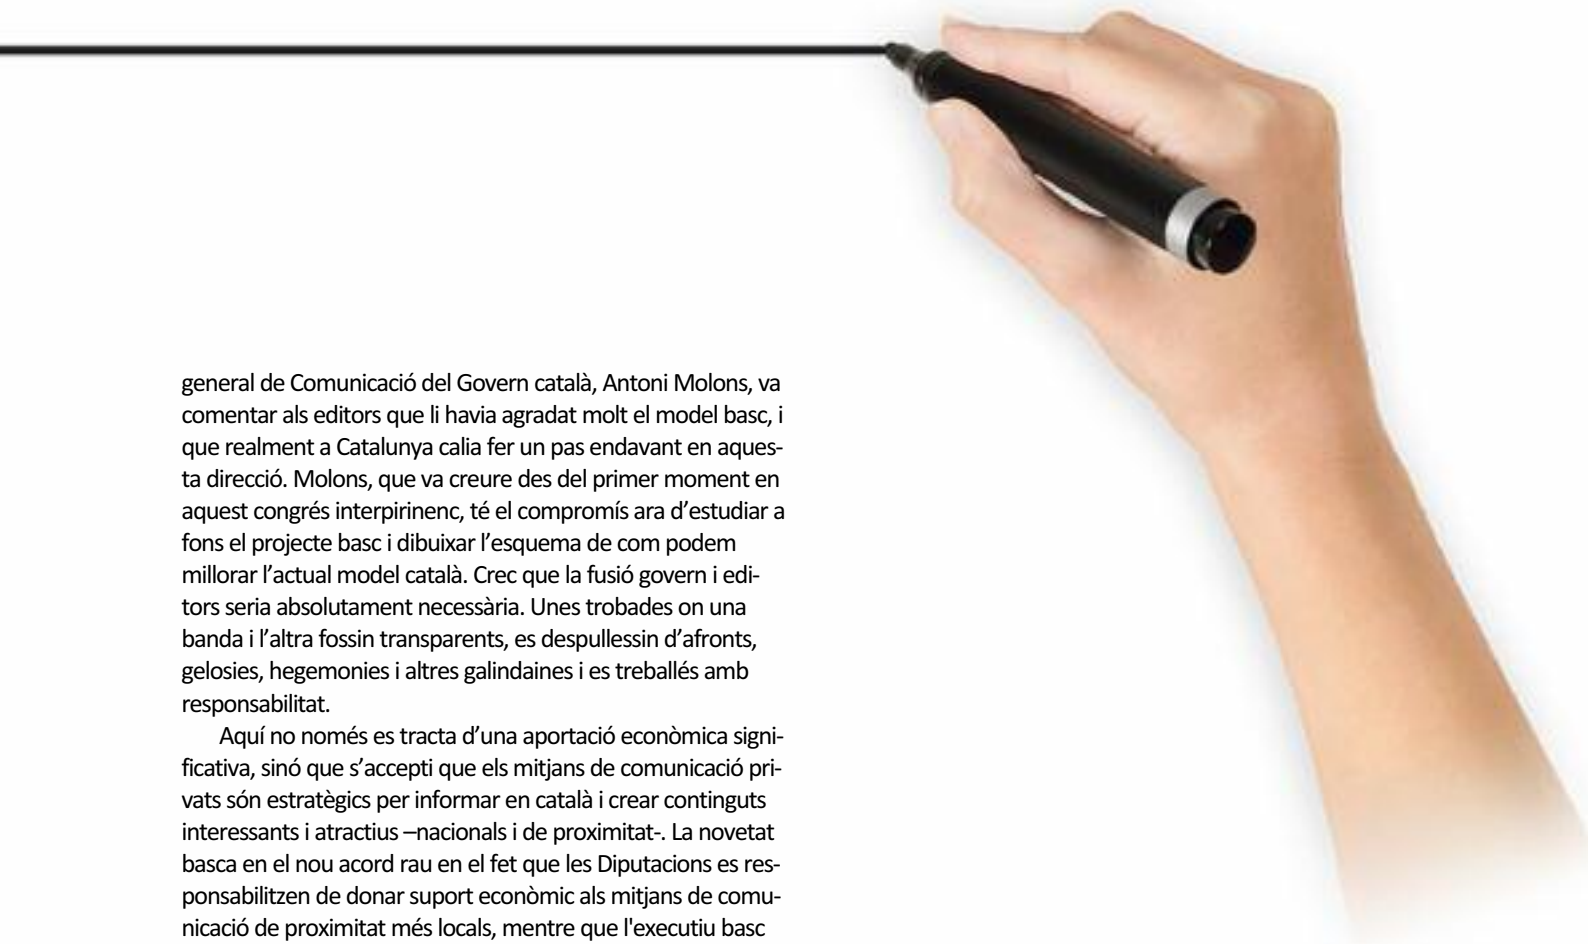 general de Comunicació del Govern català, Antoni Molons, va
comentar als editors que li havia agradat molt el model basc, i
que realment a Catalunya calia fer un pas endavant en aques-
ta direcció. Molons, que va creure des del primer moment en
aquest congrés interpirinenc, té el compromís ara d’estudiar a
fons el projecte basc i dibuixar l’esquema de com podem
millorar l’actual model català. Crec que la fusió govern i edi-
tors seria absolutament necessària. Unes trobades on una
banda i l’altra fossin transparents, es despullessin d’afronts,
gelosies, hegemonies i altres galindaines i es treballés amb
responsabilitat.
Aquí no només es tracta d’una aportació econòmica signi-
ficativa, sinó que s’accepti que els mitjans de comunicació pri-
vats són estratègics per informar en català i crear continguts
interessants i atractius –nacionals i de proximitat-. La novetat
basca en el nou acord rau en el fet que les Diputacions es res-
ponsabilitzen de donar suport econòmic als mitjans de comu-
nicació de proximitat més locals, mentre que l'executiu basc